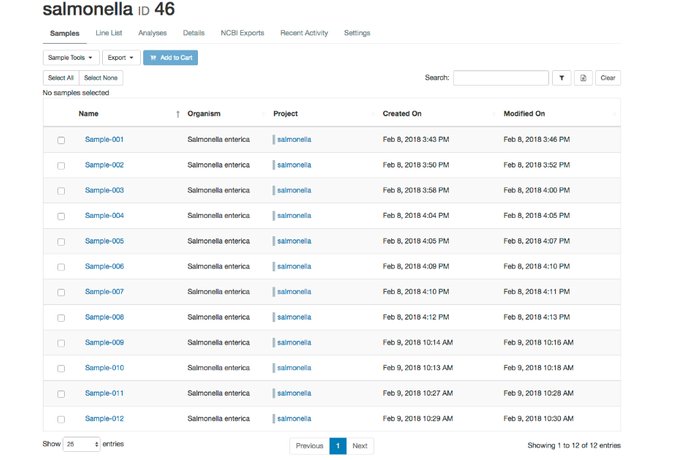 salmonella ID 46
Samples Line List Analyses Details NCBI Exports Recent Activity Settings
Sample Tools Export Add to Cart
Select All Select None Search: Clear
No samples selected
Name Organism Project Created On Modified On
Sample-001 Salmonella enterica salmonella Feb 8, 2018 3:43 PM Feb 8, 2018 3:46 PM
Sample-002 Salmonella enterica salmonella Feb 8, 2018 3:50 PM Feb 8, 2018 3:52 PM
Sample-003 Salmonella enterica salmonella Feb 8, 2018 3:58 PM Feb 8, 2018 4:00 PM
Sample-004 Salmonella enterica salmonella Feb 8, 2018 4:04 PM Feb 8, 2018 4:05 PM
Sample-005 Salmonella enterica salmonella Feb 8, 2018 4:05 PM Feb 8, 2018 4:07 PM
Sample-006 Salmonella enterica salmonella Feb 8, 2018 4:09 PM Feb 8, 2018 4:10 PM
Sample-007 Salmonella enterica salmonella Feb 8, 2018 4:10 PM Feb 8, 2018 4:11 PM
Sample-008 Salmonella enterica salmonella Feb 8, 2018 4:12 PM Feb 8, 2018 4:13 PM
Sample-009 Salmonella enterica salmonella Feb 9, 2018 10:14 AM Feb 9, 2018 10:16 AM
Sample-010 Salmonella enterica salmonella Feb 9, 2018 10:13 AM Feb 9, 2018 10:18 AM
Sample-011 Salmonella enterica salmonella Feb 9, 2018 10:27 AM Feb 9, 2018 10:28 AM
Sample-012 Salmonella enterica salmonella Feb 9, 2018 10:29 AM Feb 9, 2018 10:30 AM
Show 25 entries Previous 1 Next Showing 1 to 12 of 12 entries